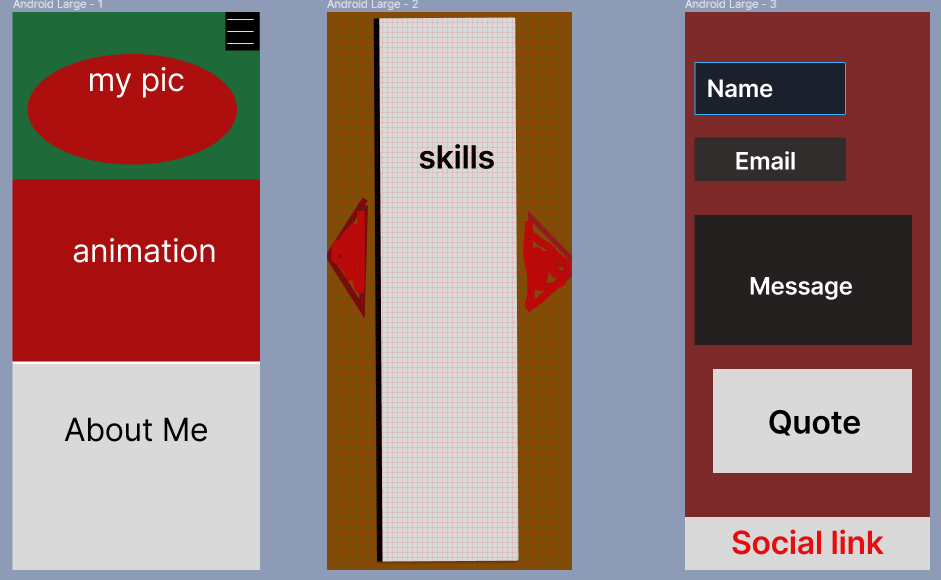 Android Large - 1
my pic
animation
About Me
Android Large - 2
skills
Android Large - 3
Name
Email
Message
Quote
Social link